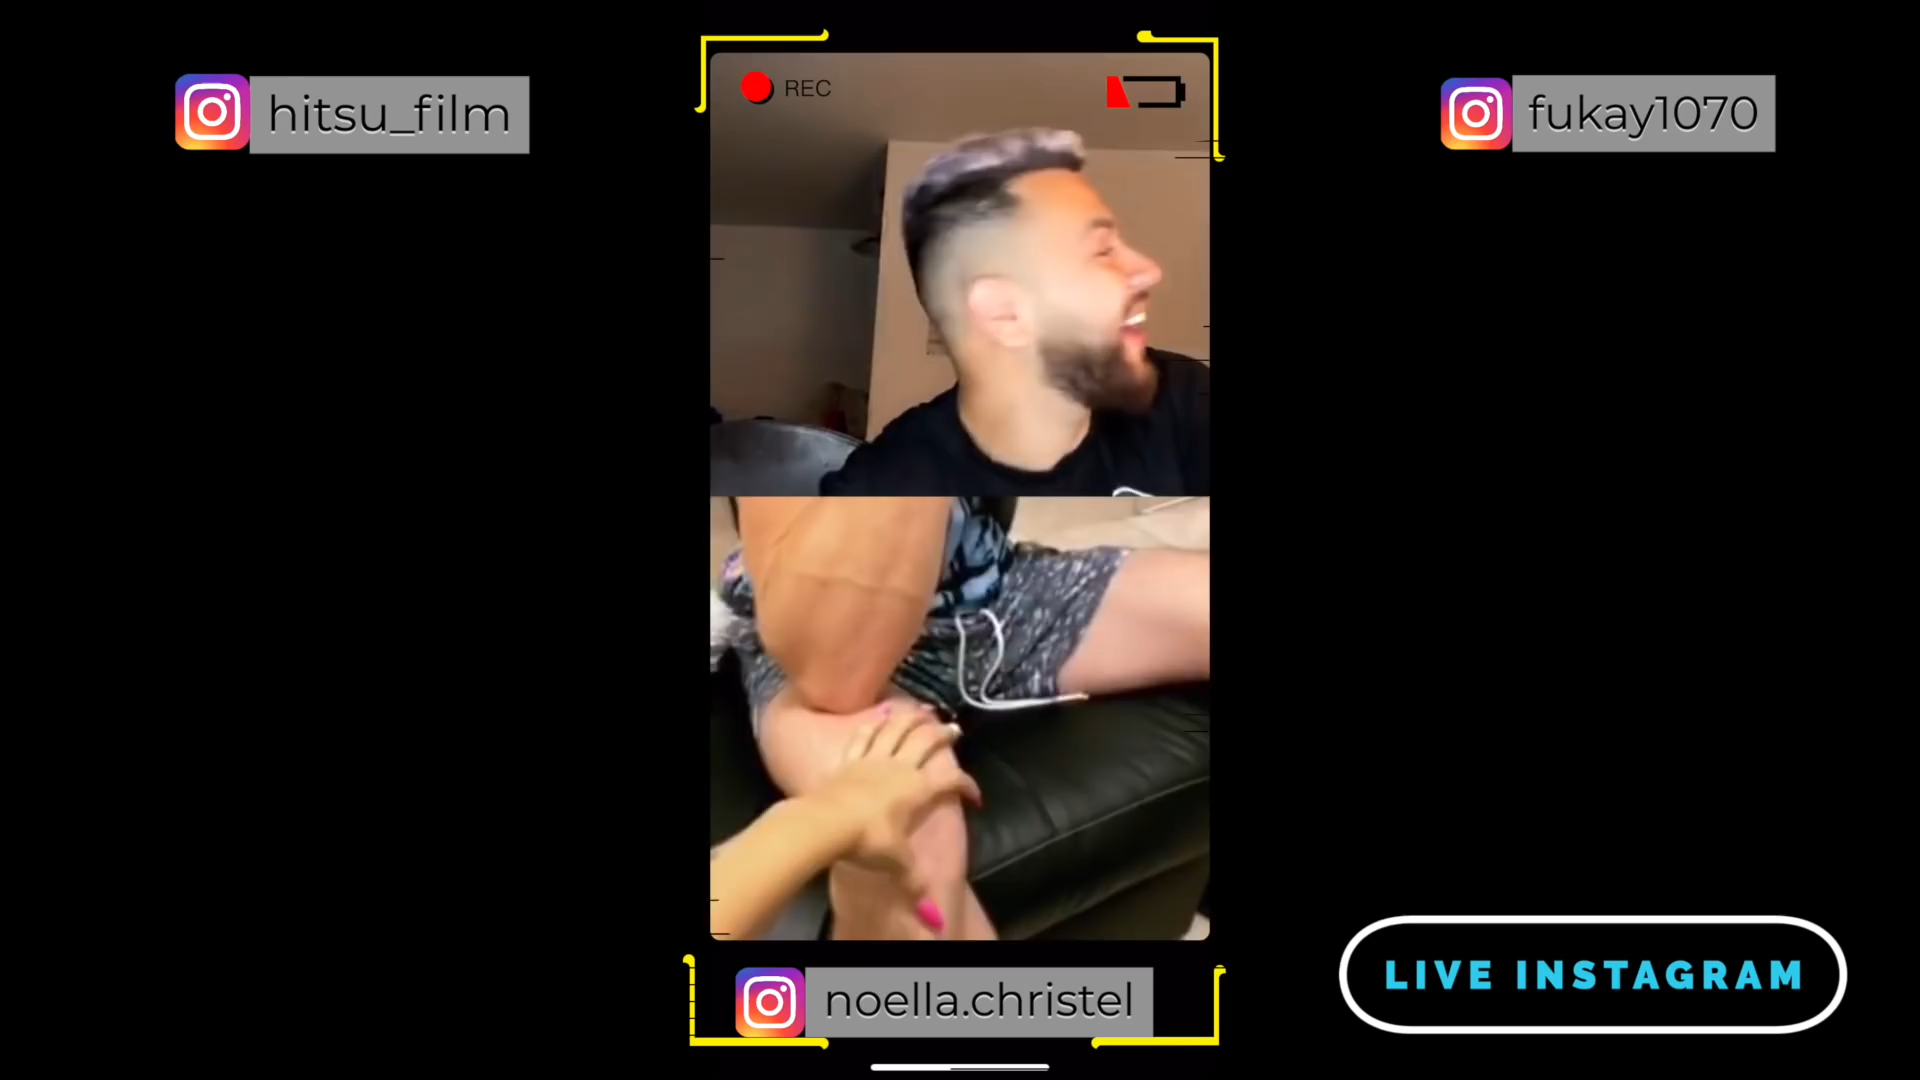 hitsu_film
REC
fukay1070
noella.christel
LIVE INSTAGRAM